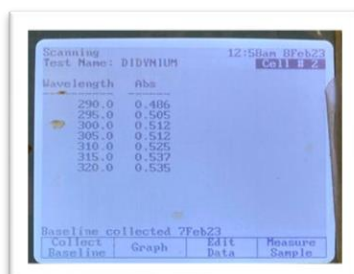 Scanning 12:58am 8Feb23
Test Name: DIDYNIUM Cell # 2
Wavelength Abs
290.0 0.486
295.0 0.505
300.0 0.512
305.0 0.512
310.0 0.525
315.0 0.537
320.0 0.535
Baseline collected 7Feb23
Collect Baseline Graph Edit Data Measure Sample